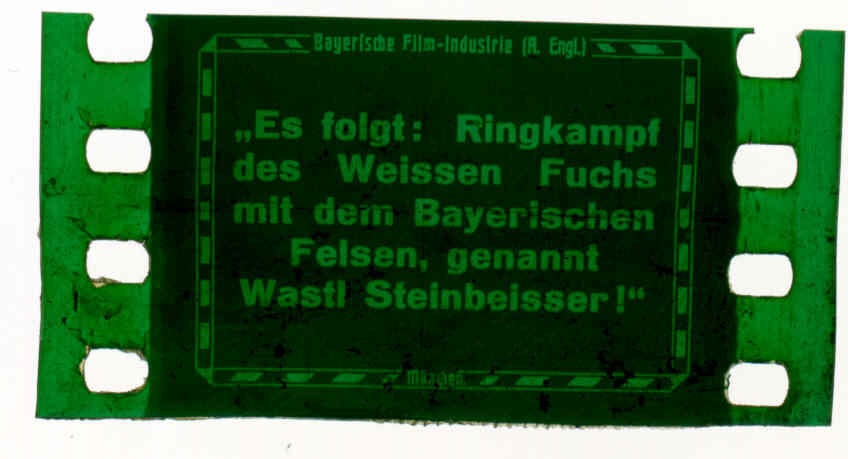 Bayerische Film-Industrie (A. Engl.)
„Es folgt: Ringkampf
des Weissen Fuchs
mit dem Bayerischen
Felsen, genannt
Wastl Steinbeisser!“
München